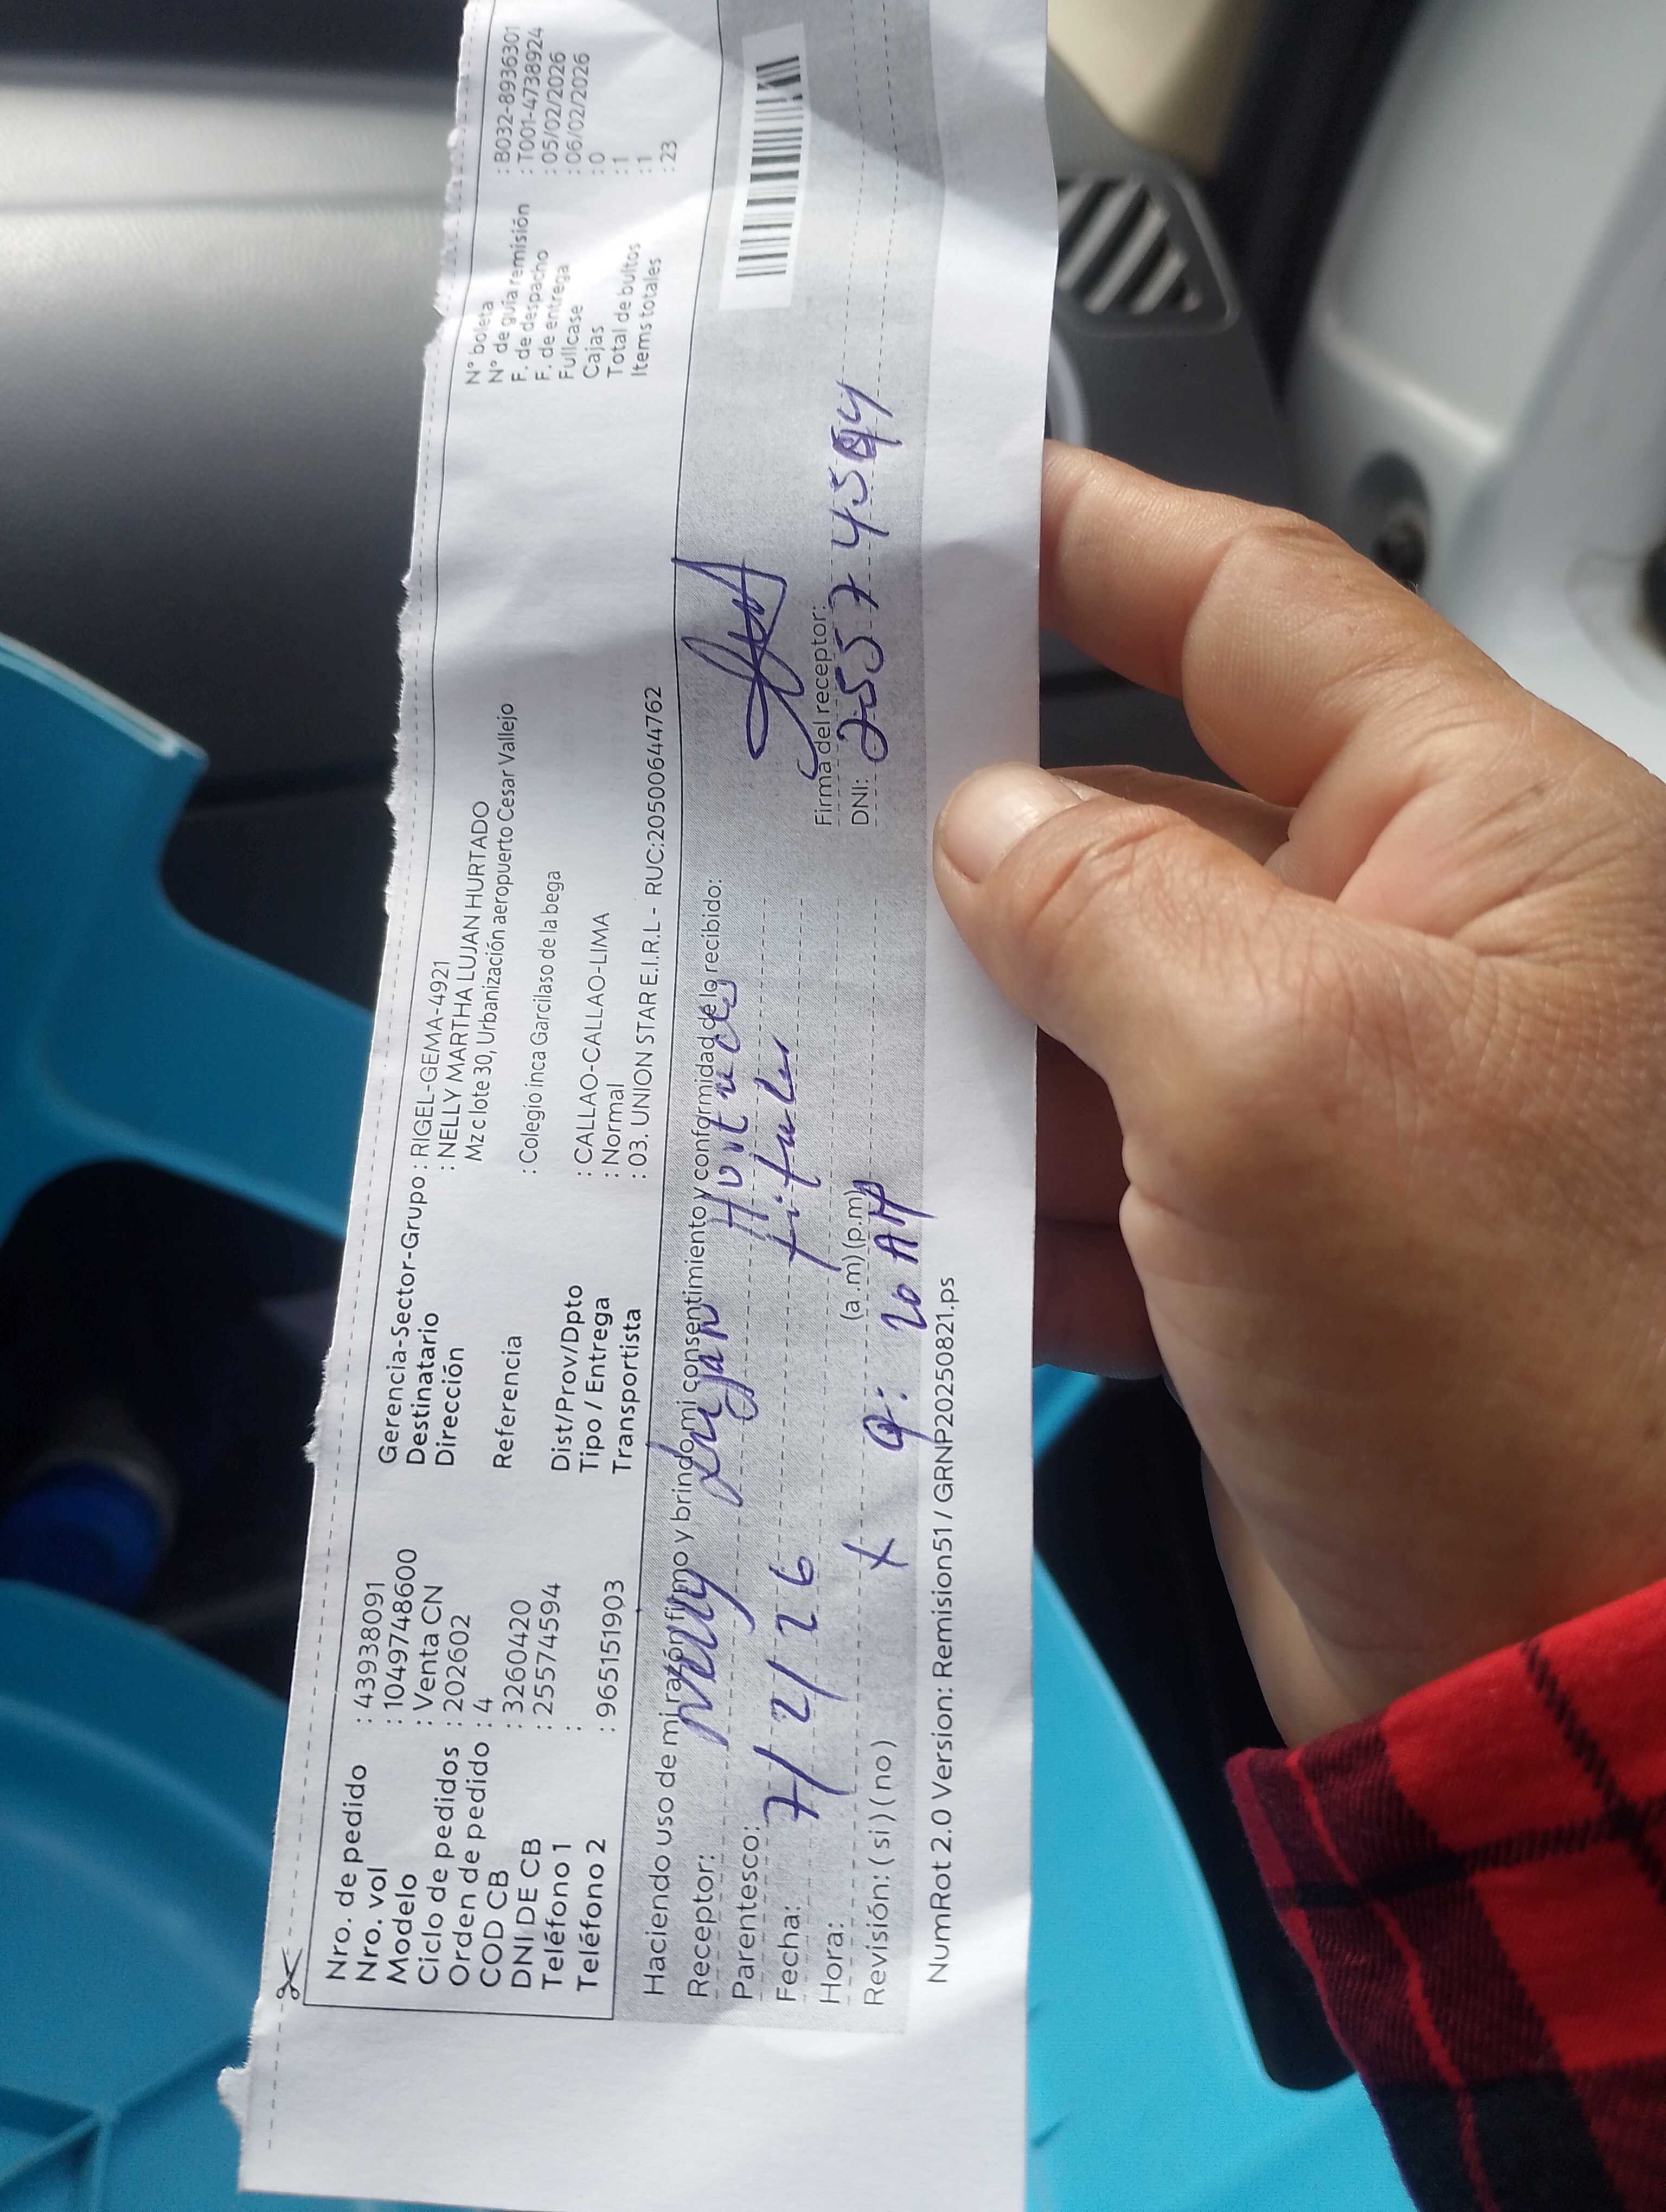 Nro. de pedido : 43938091
Nro. vol : 1049748600
Modelo : Venta CN
Ciclo de pedidos : 202602
Orden de pedido : 4
COD CB : 3260420
DNI DE CB : 25574594
Teléfono 1 :
Teléfono 2 : 965151903
Gerencia-Sector-Grupo : RIGEL-GEMA-4921
Destinatario : NELLY MARTHA LUJAN HURTADO
Dirección Mz c lote 30, Urbanización aeropuerto Cesar Vallejo
Referencia : Colegio inca Garcilaso de la bega
Dist/Prov/Dpto : CALLAO-CALLAO-LIMA
Tipo / Entrega : Normal
Transportista : 03. UNION STAR E.I.R.L - RUC:20500644762
N° boleta : B032-8936301
N° de guía remisión : T001-4738924
F. de despacho : 05/02/2026
F. de entrega : 06/02/2026
Fullcase : 0
Cajas : 1
Total de bultos : 1
Items totales : 23
Haciendo uso de mi razón firmo y brindo mi consentimiento y conformidad de lo recibido:
Receptor: Nelly Lujan Hurtado
Parentesco: titular
Fecha: 7/2/26
Hora: (a.m) (p.m) 9:20 AM
Revisión: ( si ) ( no ) X
Firma del receptor:
DNI: 25574594
NumRot 2.0 Version: Remision51 / GRNP20250821.ps